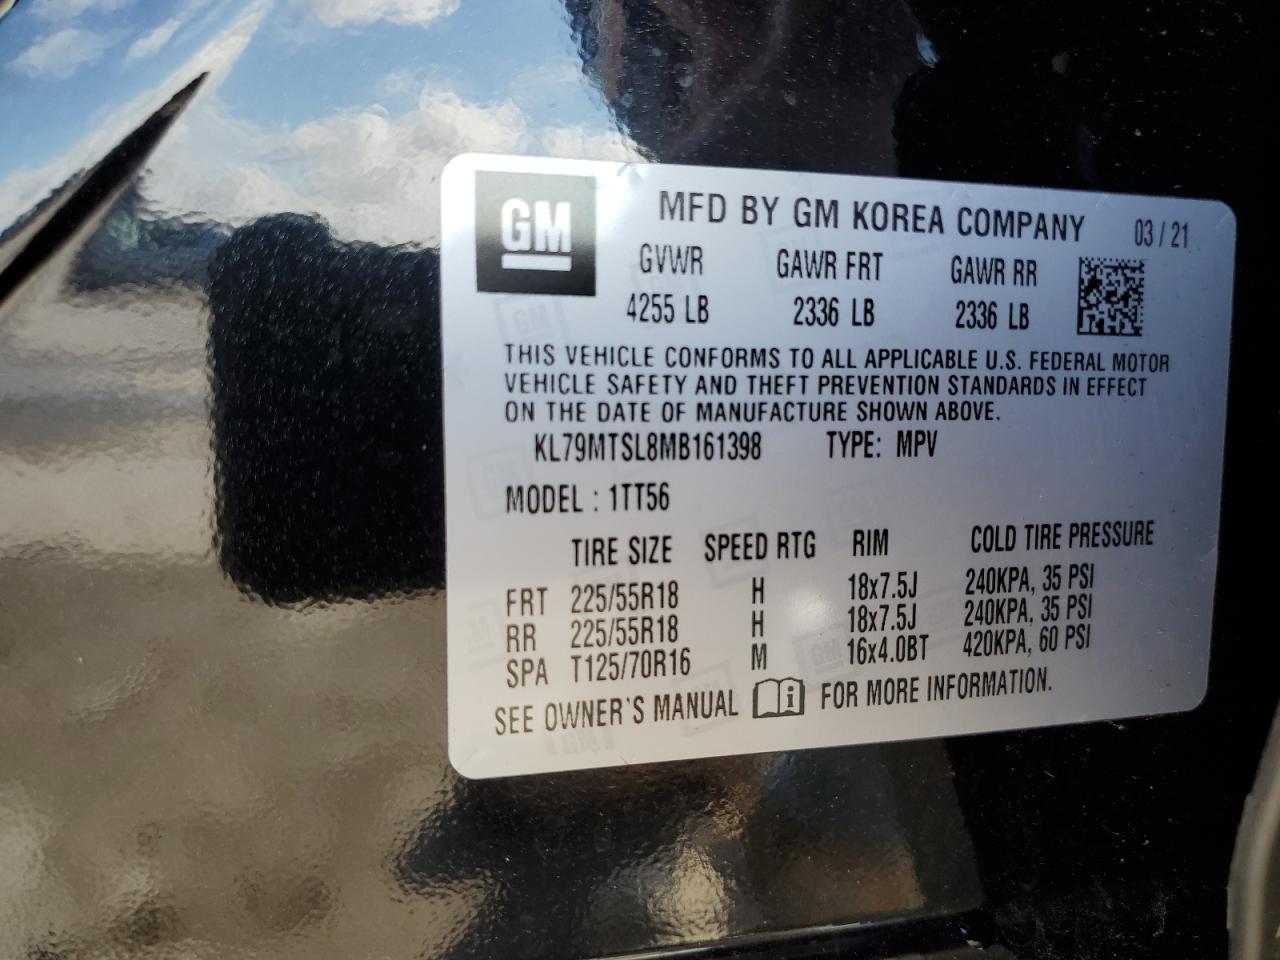 GM
MFD BY GM KOREA COMPANY 03/21
GVWR GAWR FRT GAWR RR
4255 LB 2336 LB 2336 LB
THIS VEHICLE CONFORMS TO ALL APPLICABLE U.S. FEDERAL MOTOR
VEHICLE SAFETY AND THEFT PREVENTION STANDARDS IN EFFECT
ON THE DATE OF MANUFACTURE SHOWN ABOVE.
KL79MTSL8MB161398 TYPE: MPV
MODEL : 1TT56
TIRE SIZE SPEED RTG RIM COLD TIRE PRESSURE
FRT 225/55R18 H 18x7.5J 240KPA, 35 PSI
RR 225/55R18 H 18x7.5J 240KPA, 35 PSI
SPA T125/70R16 M 16x4.0BT 420KPA, 60 PSI
SEE OWNER'S MANUAL FOR MORE INFORMATION.